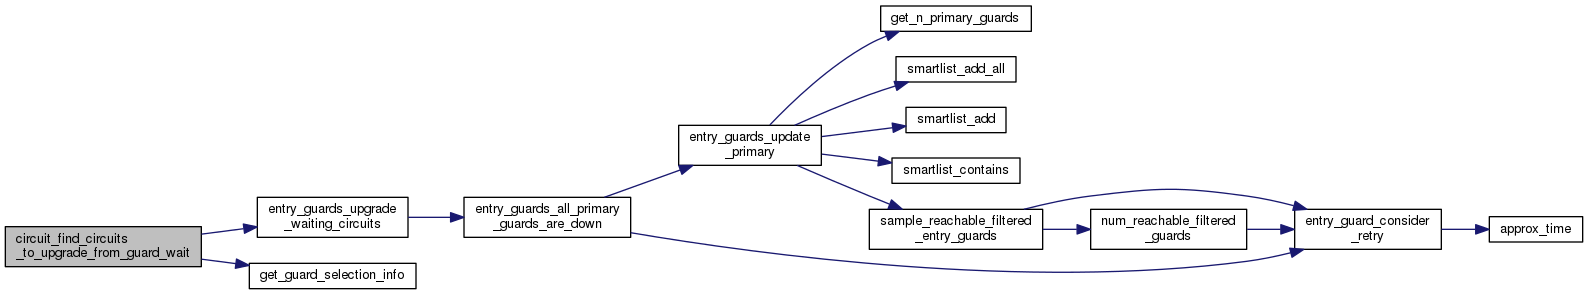 circuit_find_circuits
_to_upgrade_from_guard_wait
entry_guards_upgrade
_waiting_circuits
get_guard_selection_info
entry_guards_all_primary
_guards_are_down
entry_guards_update
_primary
get_n_primary_guards
smartlist_add_all
smartlist_add
smartlist_contains
sample_reachable_filtered
_entry_guards
num_reachable_filtered
_guards
entry_guard_consider
_retry
approx_time